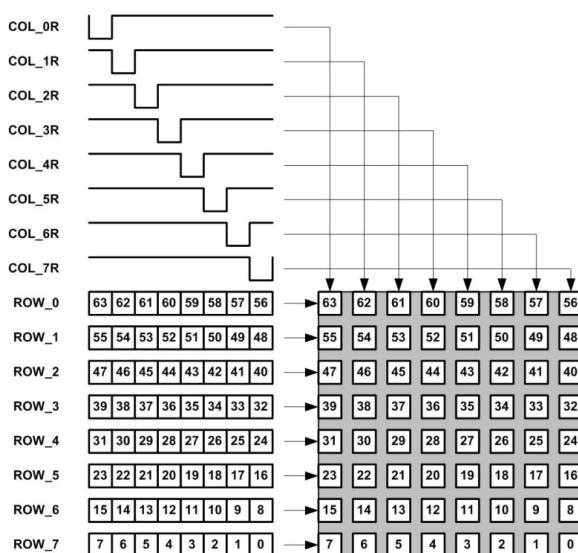 COL_0R
COL_1R
COL_2R
COL_3R
COL_4R
COL_5R
COL_6R
COL_7R
ROW_0 63 62 61 60 59 58 57 56 63 62 61 60 59 58 57 56
ROW_1 55 54 53 52 51 50 49 48 55 54 53 52 51 50 49 48
ROW_2 47 46 45 44 43 42 41 40 47 46 45 44 43 42 41 40
ROW_3 39 38 37 36 35 34 33 32 39 38 37 36 35 34 33 32
ROW_4 31 30 29 28 27 26 25 24 31 30 29 28 27 26 25 24
ROW_5 23 22 21 20 19 18 17 16 23 22 21 20 19 18 17 16
ROW_6 15 14 13 12 11 10 9 8 15 14 13 12 11 10 9 8
ROW_7 7 6 5 4 3 2 1 0 7 6 5 4 3 2 1 0